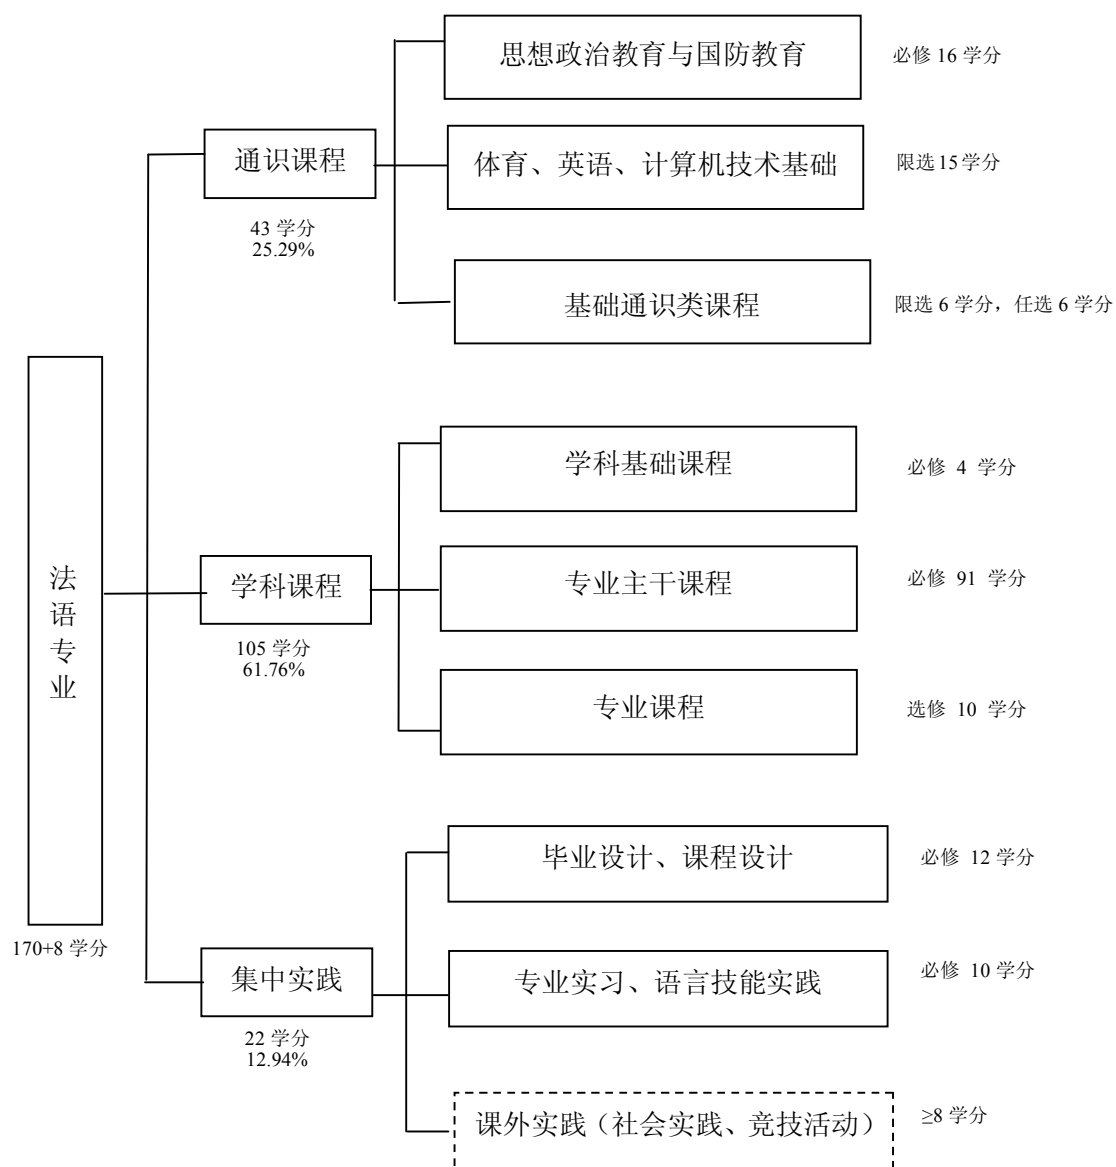 思想政治教育与国防教育
必修 16 学分
通识课程
体育、英语、计算机技术基础
限选 15 学分
43 学分
25.29%
基础通识类课程
限选 6 学分，任选 6 学分
学科基础课程
必修 4 学分
法
语
专
业
学科课程
专业主干课程
必修 91 学分
105 学分
61.76%
专业课程
选修 10 学分
毕业设计、课程设计
必修 12 学分
170+8 学分
集中实践
专业实习、语言技能实践
必修 10 学分
22 学分
12.94%
课外实践（社会实践、竞技活动）
≥8 学分